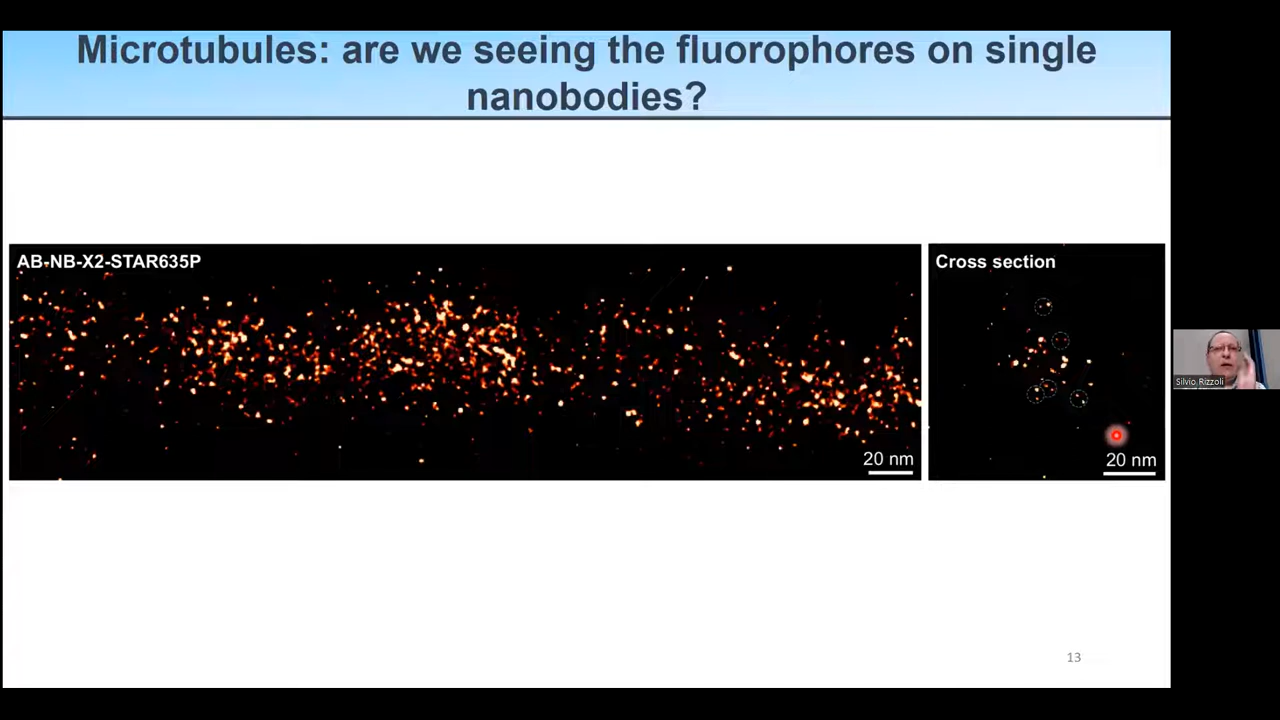 Microtubules: are we seeing the fluorophores on single
nanobodies?
AB-NB-X2-STAR635P
Cross section
20 nm
20 nm
Silvio Rizzoli
13